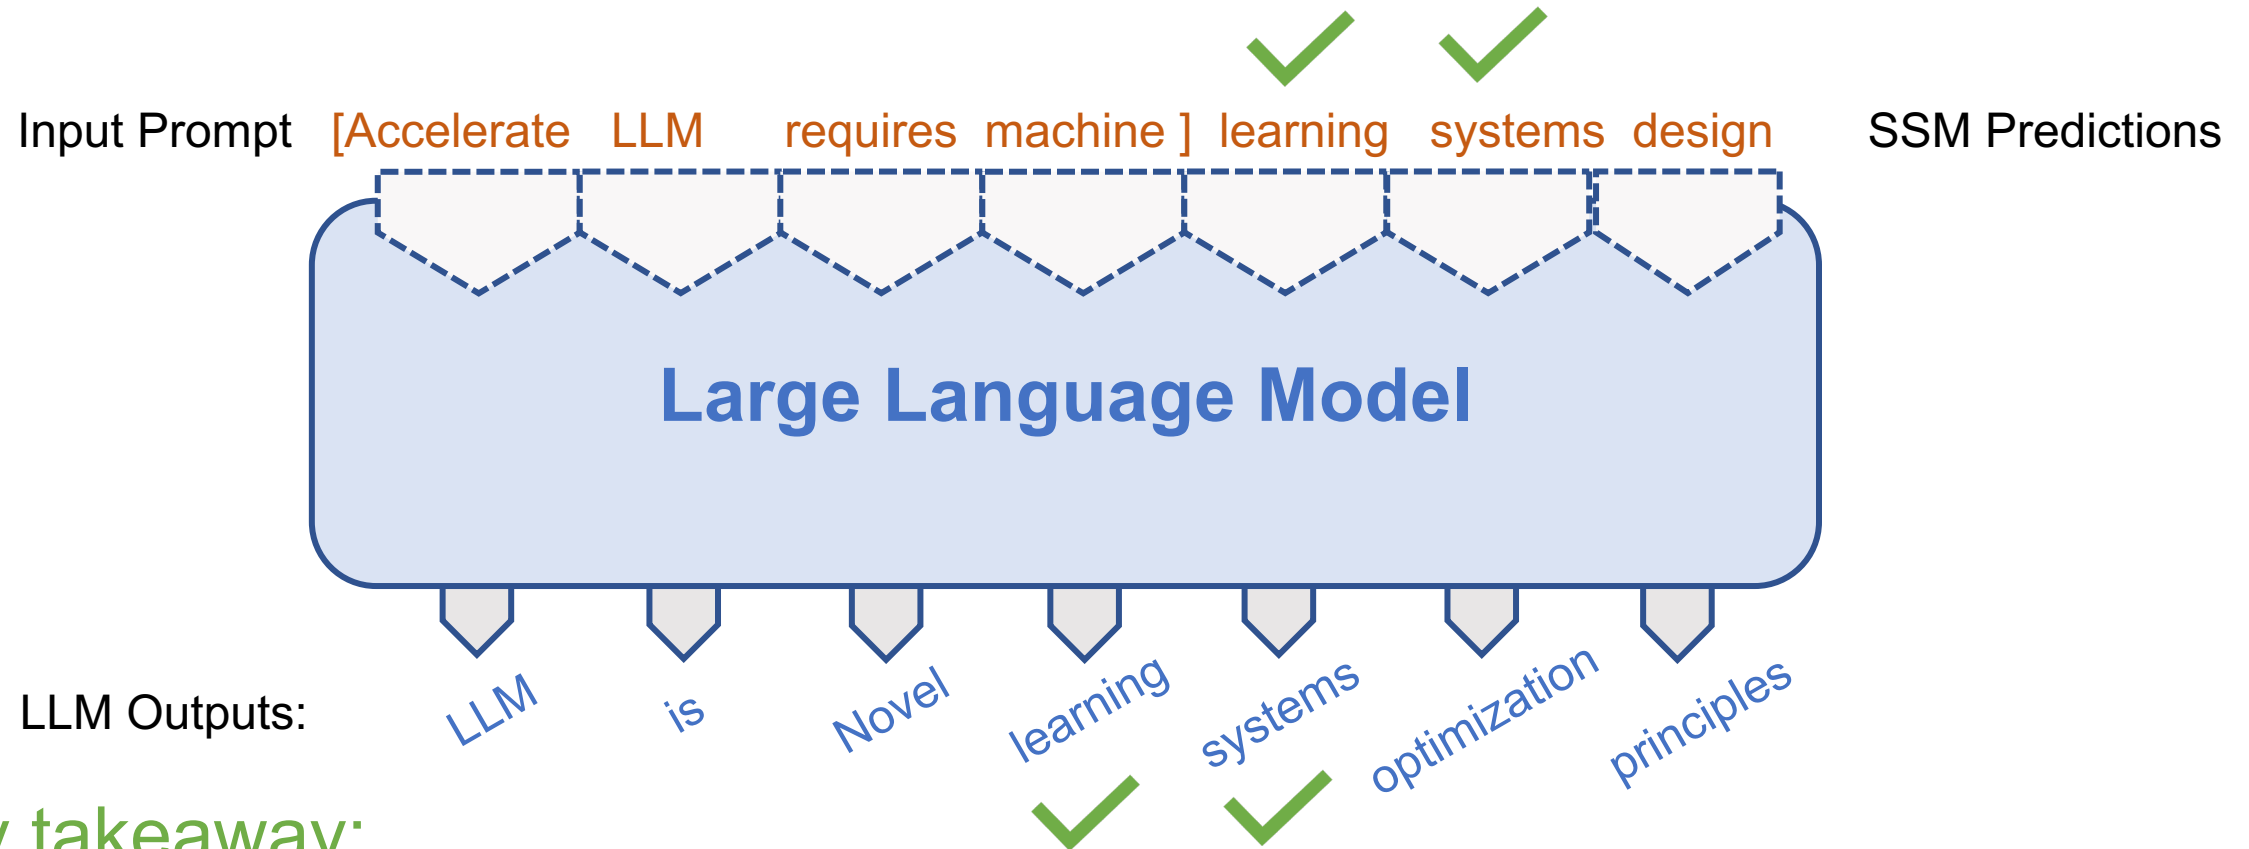 Input Prompt [Accelerate LLM requires machine ] learning systems design SSM Predictions
Large Language Model
LLM Outputs: LLM is Novel learning systems optimization principles
takeaway: